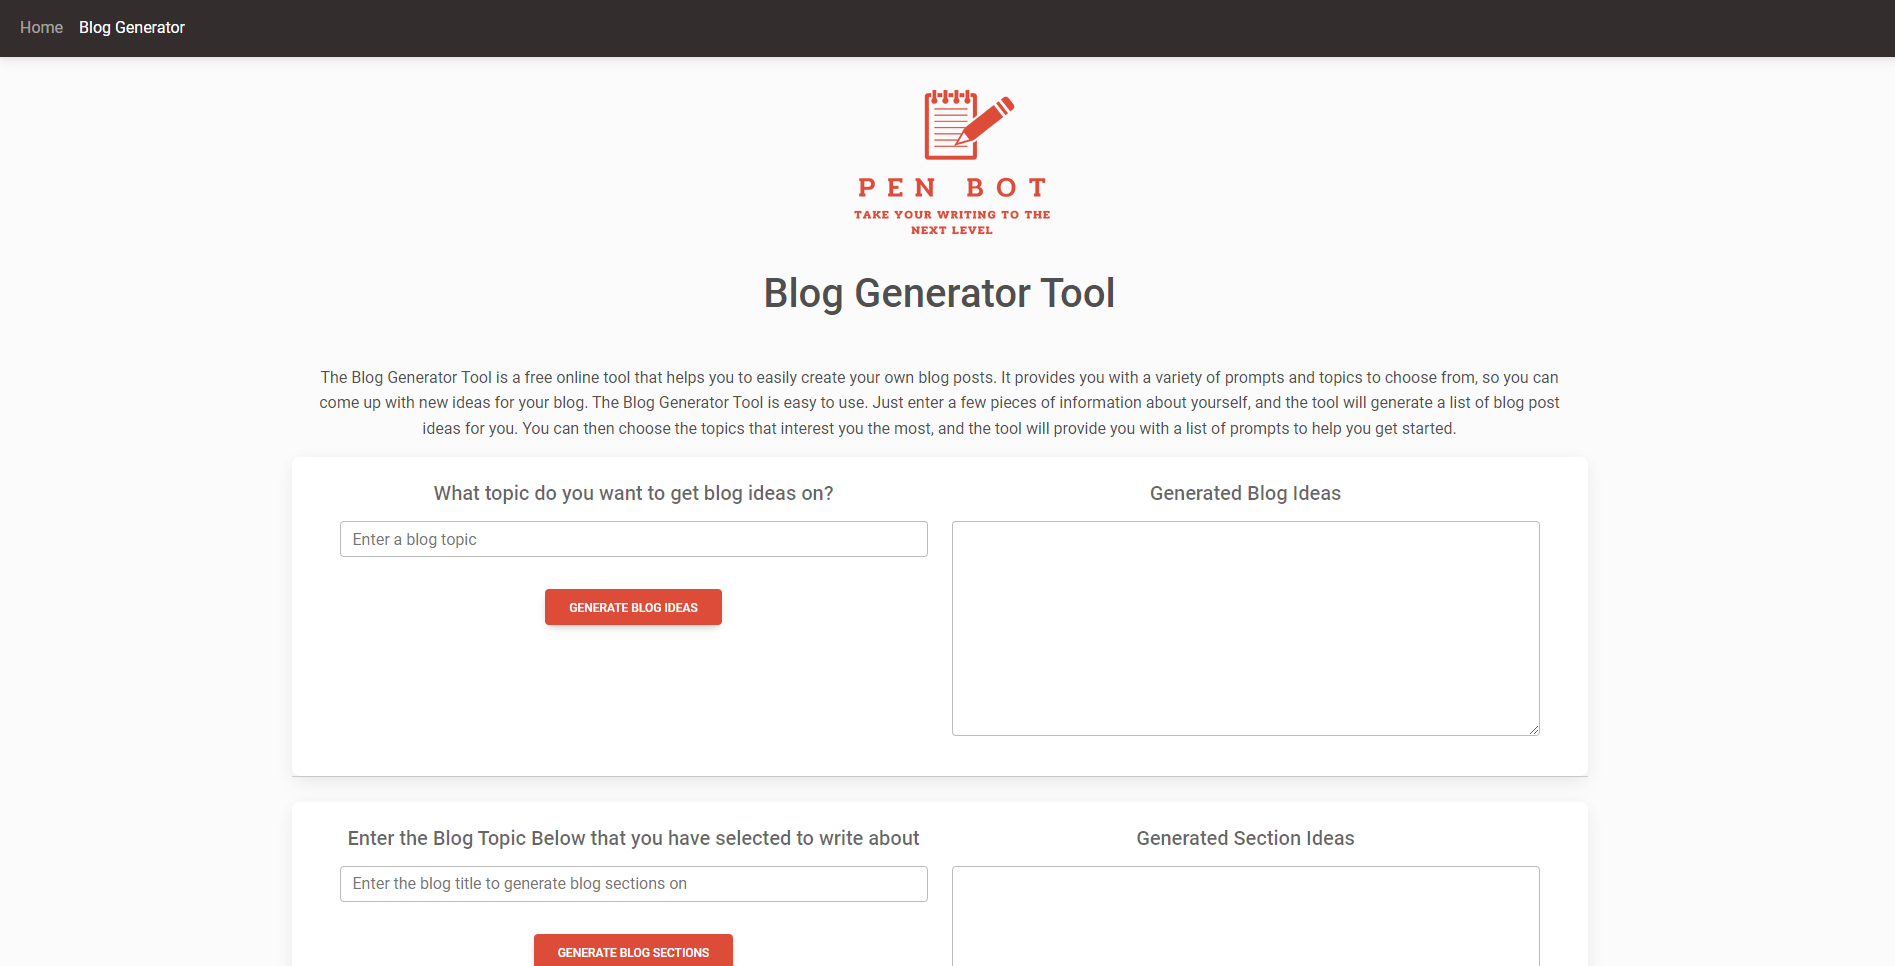 Home Blog Generator
PEN BOT
TAKE YOUR WRITING TO THE
NEXT LEVEL
Blog Generator Tool
The Blog Generator Tool is a free online tool that helps you to easily create your own blog posts. It provides you with a variety of prompts and topics to choose from, so you can
come up with new ideas for your blog. The Blog Generator Tool is easy to use. Just enter a few pieces of information about yourself, and the tool will generate a list of blog post
ideas for you. You can then choose the topics that interest you the most, and the tool will provide you with a list of prompts to help you get started.
What topic do you want to get blog ideas on?
Enter a blog topic
GENERATE BLOG IDEAS
Generated Blog Ideas
Enter the Blog Topic Below that you have selected to write about
Enter the blog title to generate blog sections on
GENERATE BLOG SECTIONS
Generated Section Ideas